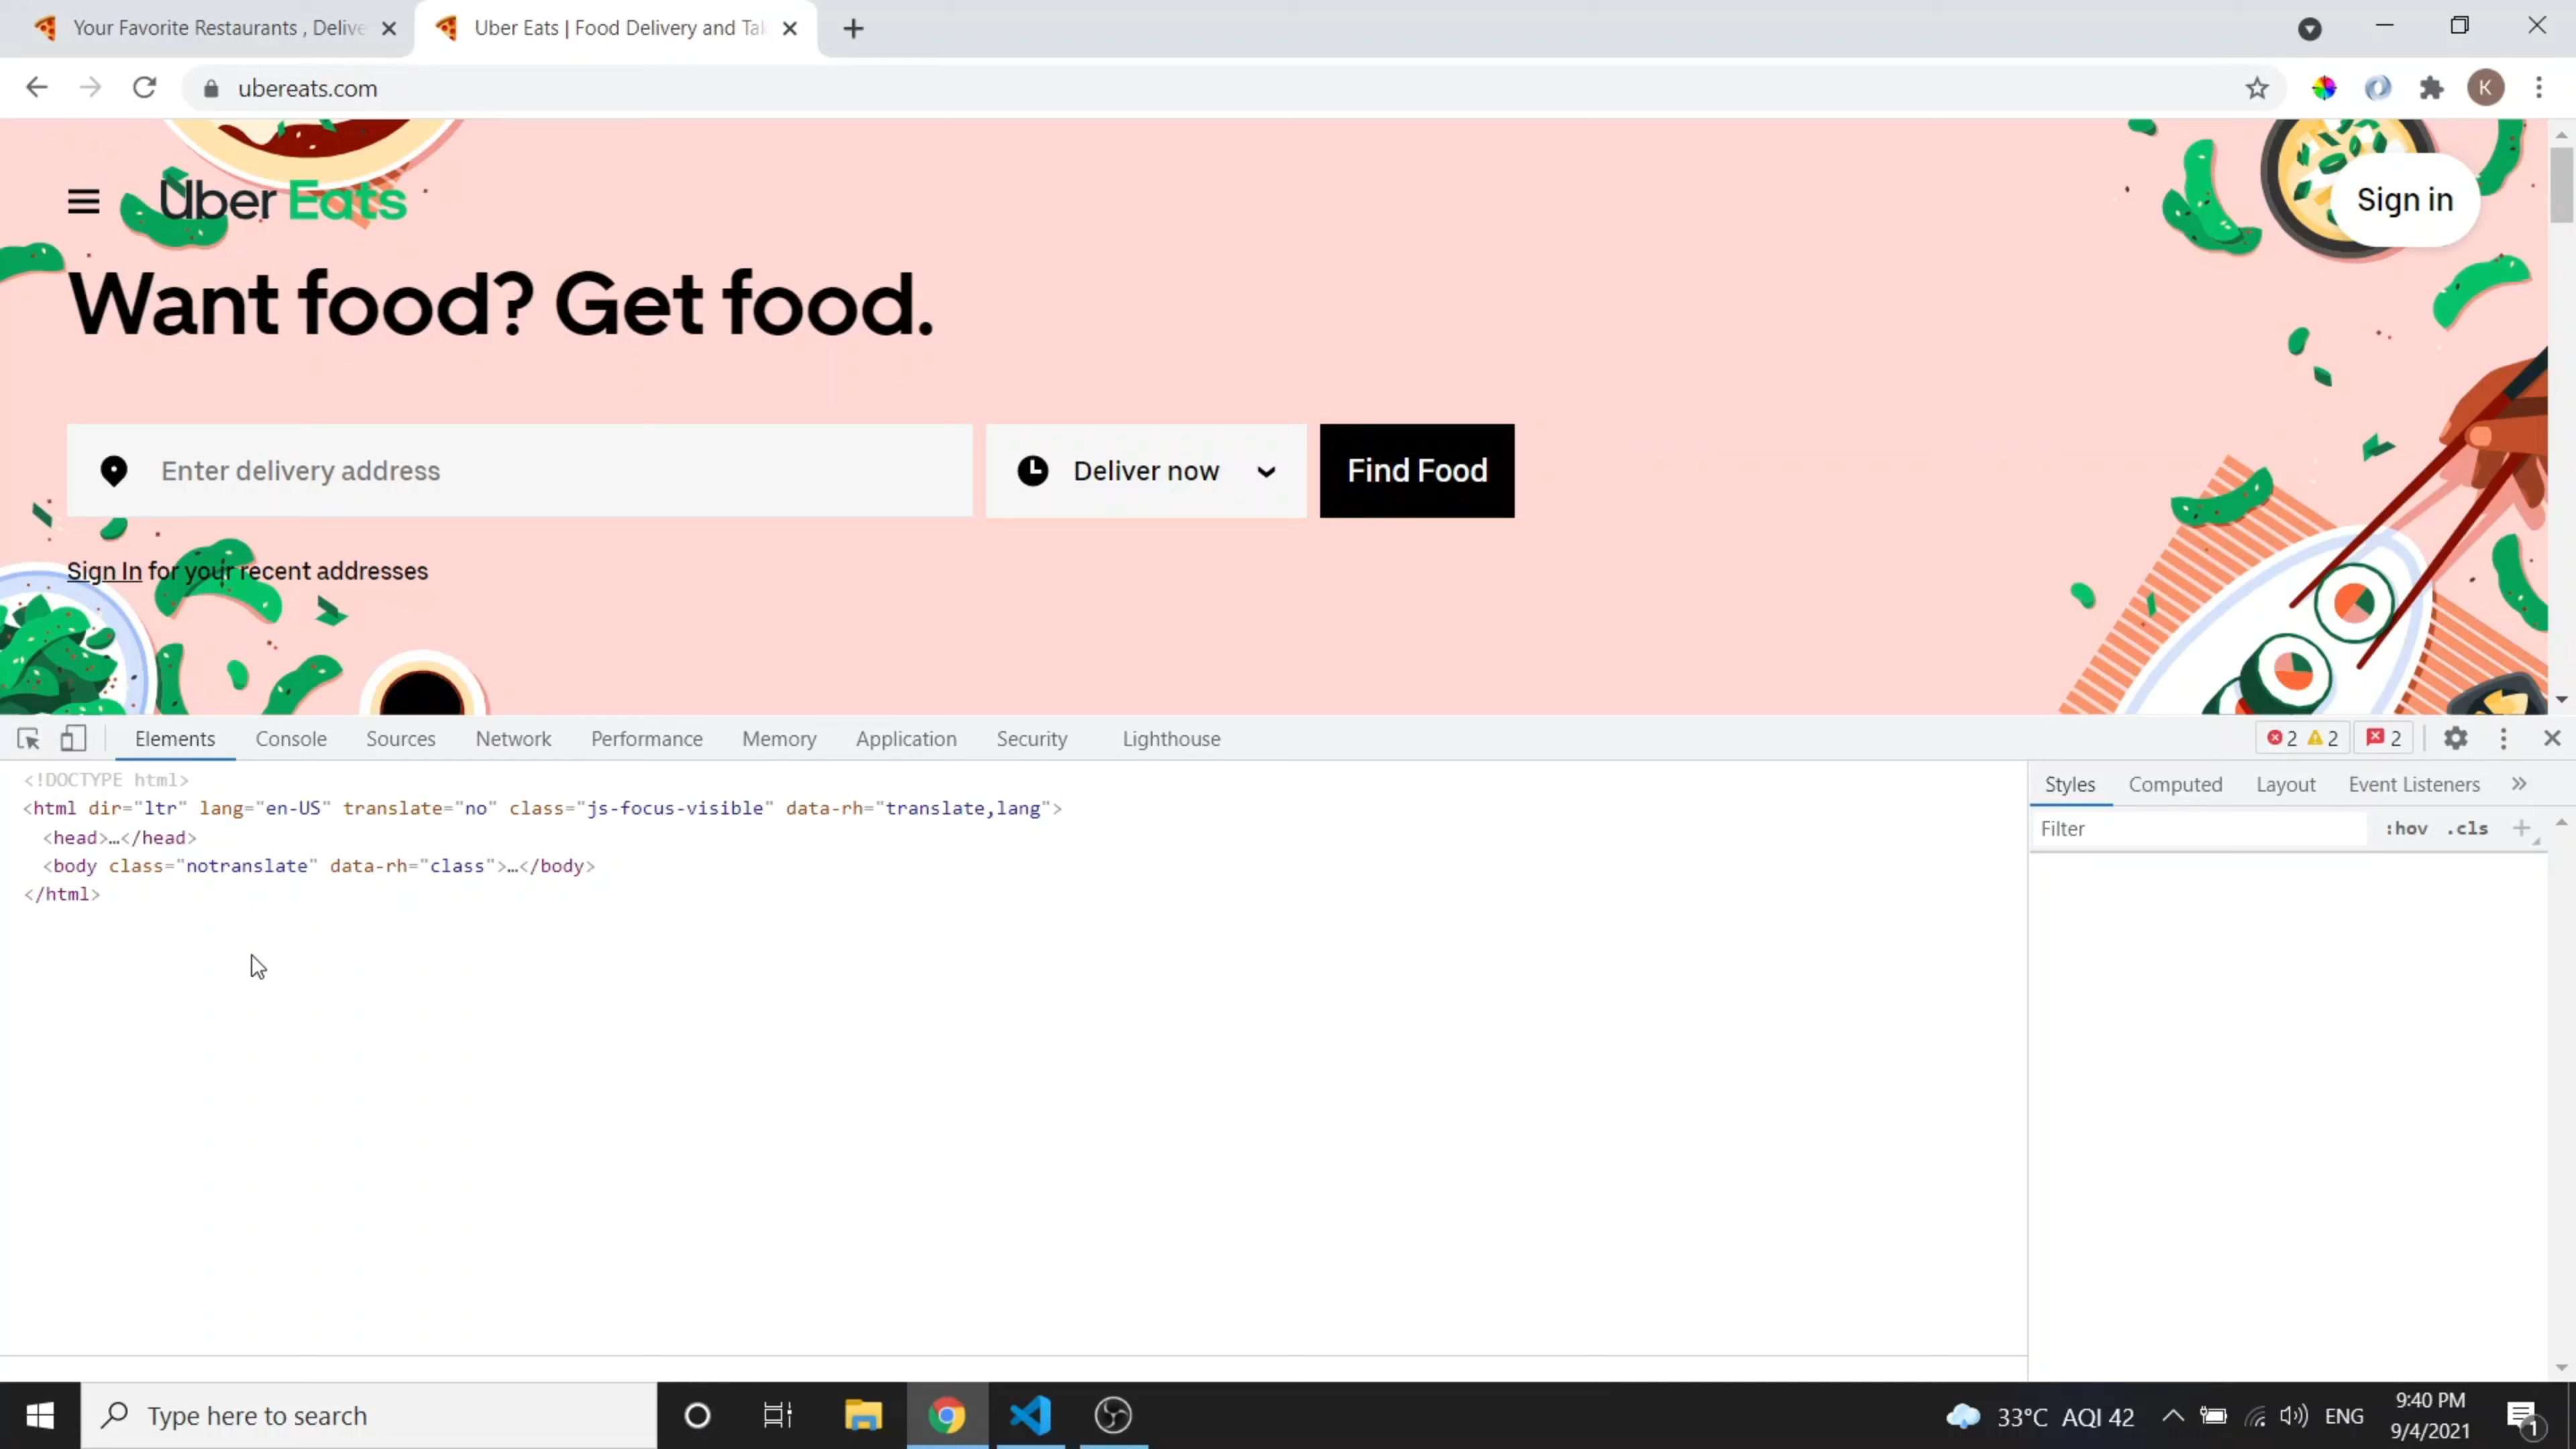 Your Favorite Restaurants , Delive
Uber Eats | Food Delivery and Tal
ubereats.com
K
Uber Eats
Sign in
Want food? Get food.
Enter delivery address
Deliver now
Find Food
Sign In for your recent addresses
Elements Console Sources Network Performance Memory Application Security Lighthouse
2 2 2
<!DOCTYPE html>
<html dir="ltr" lang="en-US" translate="no" class="js-focus-visible" data-rh="translate,lang">
<head>…</head>
<body class="notranslate" data-rh="class">…</body>
</html>
Styles Computed Layout Event Listeners »
Filter :hov .cls +
Type here to search
33°C AQI 42
ENG
9:40 PM
9/4/2021
1